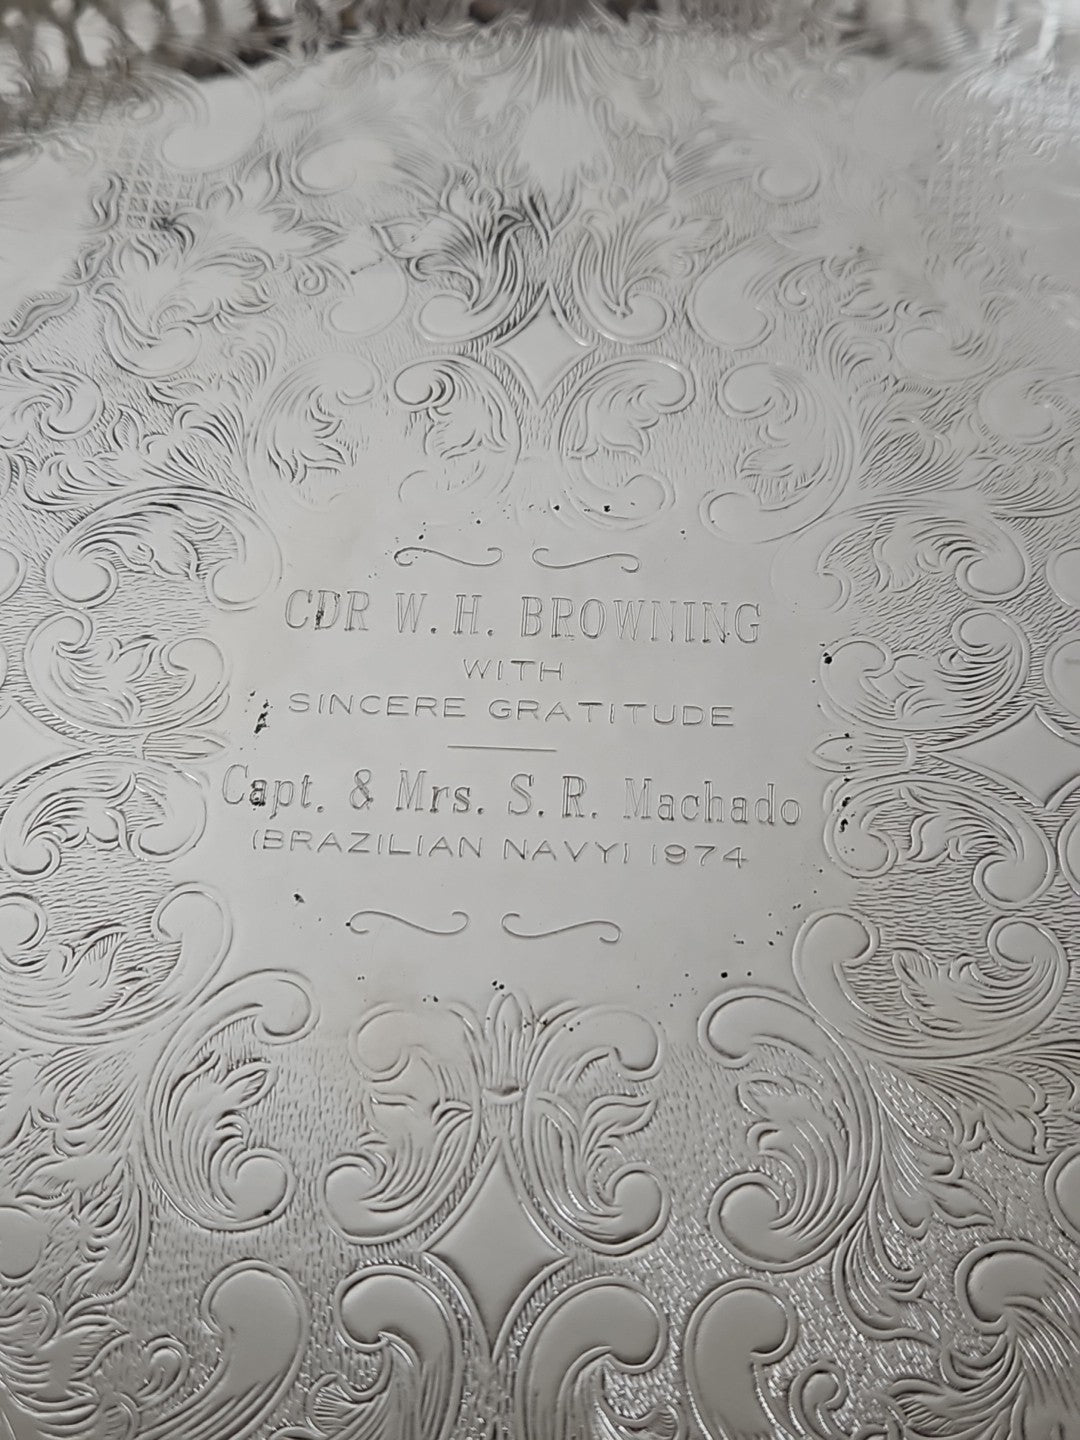 CDR W. H. BROWNING
WITH
SINCERE GRATITUDE
Capt. & Mrs. S. R. Machado
(BRAZILIAN NAVY) 1974